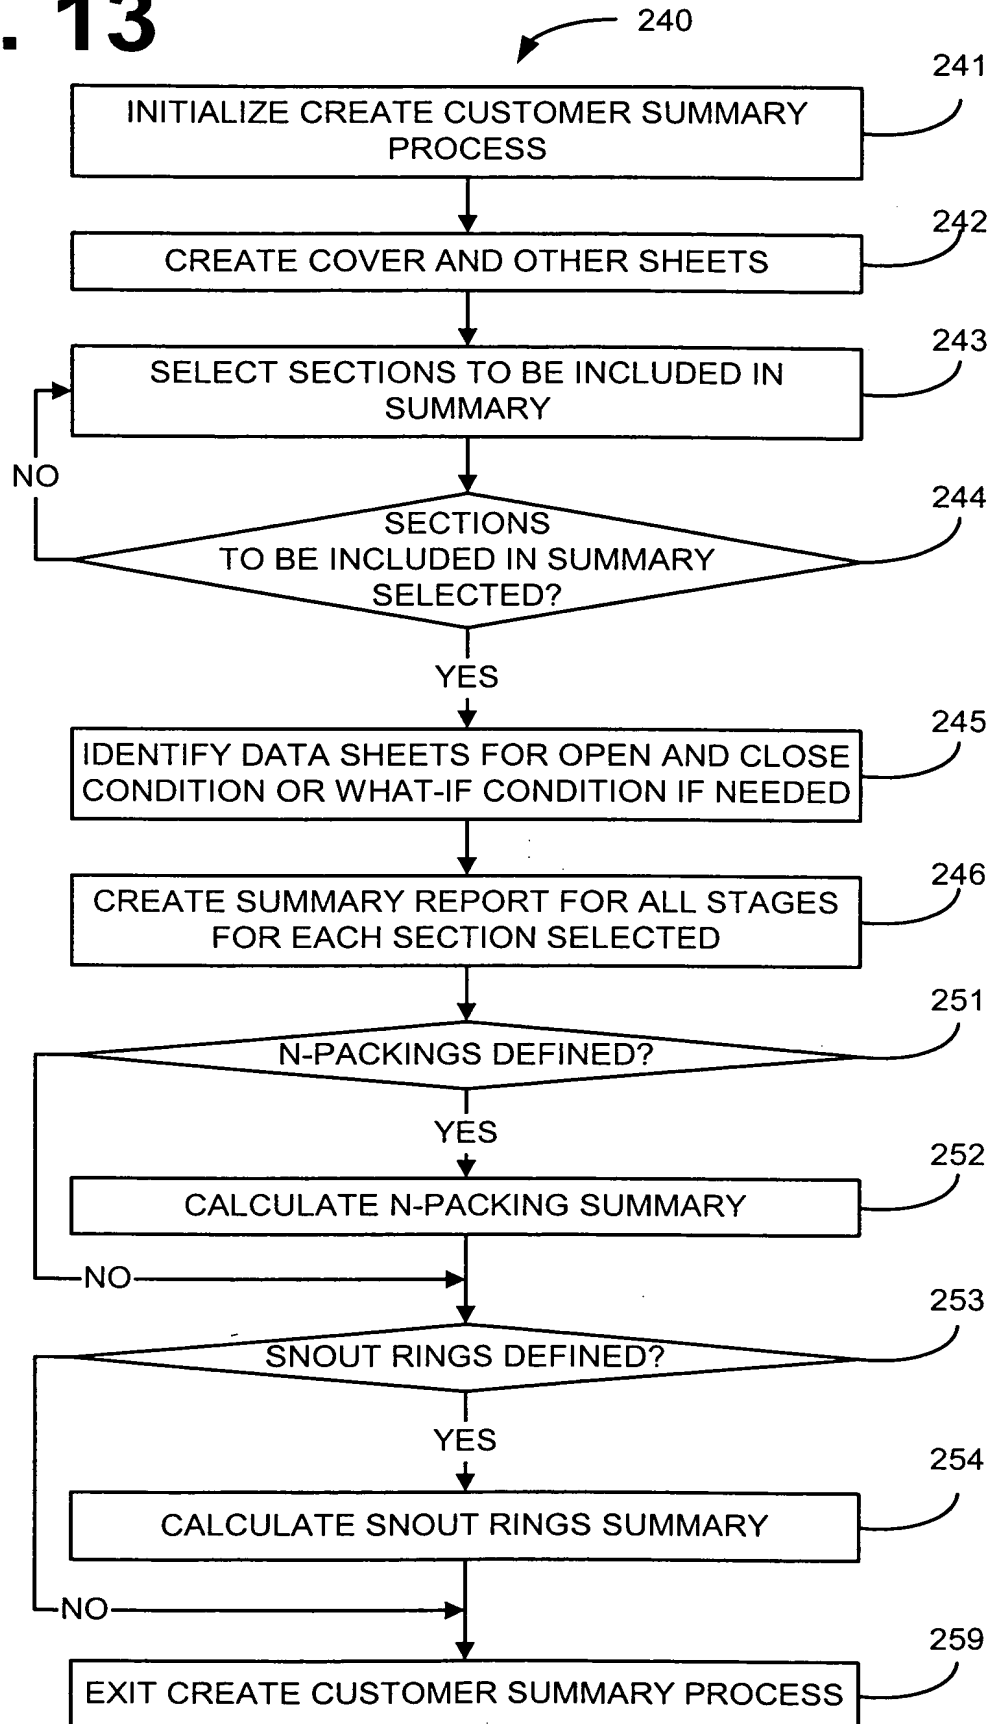 . 13
240
241
INITIALIZE CREATE CUSTOMER SUMMARY
PROCESS
242
CREATE COVER AND OTHER SHEETS
243
SELECT SECTIONS TO BE INCLUDED IN
SUMMARY
NO
244
SECTIONS
TO BE INCLUDED IN SUMMARY
SELECTED?
YES
245
IDENTIFY DATA SHEETS FOR OPEN AND CLOSE
CONDITION OR WHAT-IF CONDITION IF NEEDED
246
CREATE SUMMARY REPORT FOR ALL STAGES
FOR EACH SECTION SELECTED
251
N-PACKINGS DEFINED?
YES
252
CALCULATE N-PACKING SUMMARY
NO
253
SNOUT RINGS DEFINED?
YES
254
CALCULATE SNOUT RINGS SUMMARY
NO
259
EXIT CREATE CUSTOMER SUMMARY PROCESS